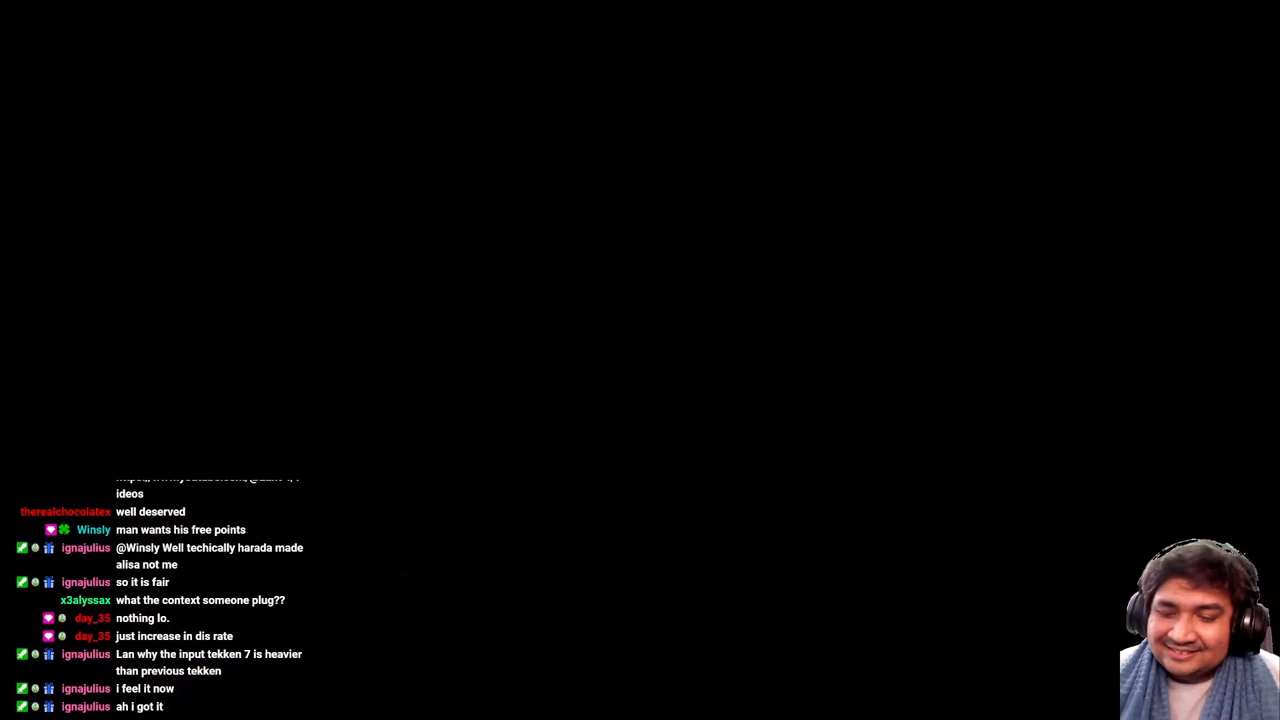 ideos
therealchocolatex well deserved
Winsly man wants his free points
ignajulius @Winsly Well techically harada made
alisa not me
ignajulius so it is fair
x3alyssax what the context someone plug??
day_35 nothing lo.
day_35 just increase in dis rate
ignajulius Lan why the input tekken 7 is heavier
than previous tekken
ignajulius i feel it now
ignajulius ah i got it